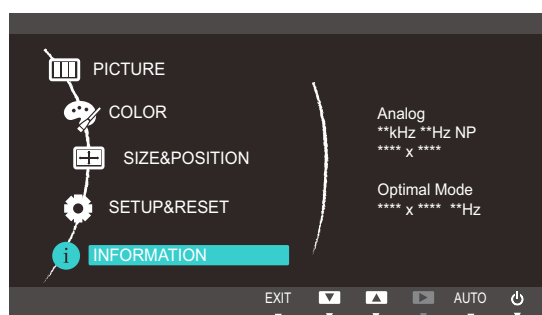 PICTURE
COLOR
SIZE&POSITION
SETUP&RESET
i INFORMATION
Analog
**kHz **Hz NP
**** x ****
Optimal Mode
**** x **** **Hz
EXIT AUTO